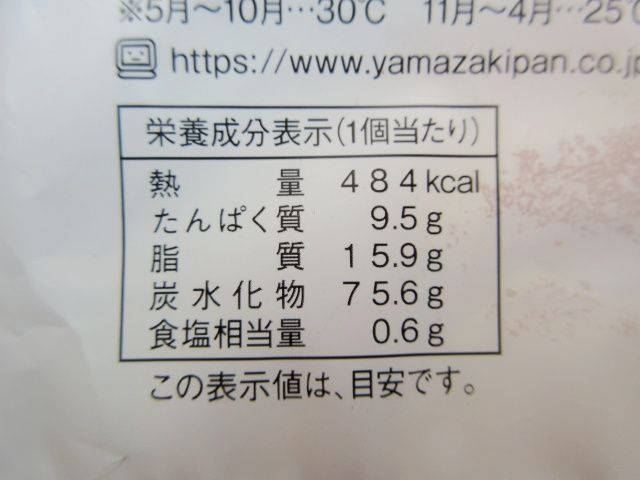 ※5月～10月…30℃ 11月～4月…25℃
https://www.yamazakipan.co.jp
栄養成分表示(1個当たり)
熱量 484kcal
たんぱく質 9.5g
脂質 15.9g
炭水化物 75.6g
食塩相当量 0.6g
この表示値は、目安です。